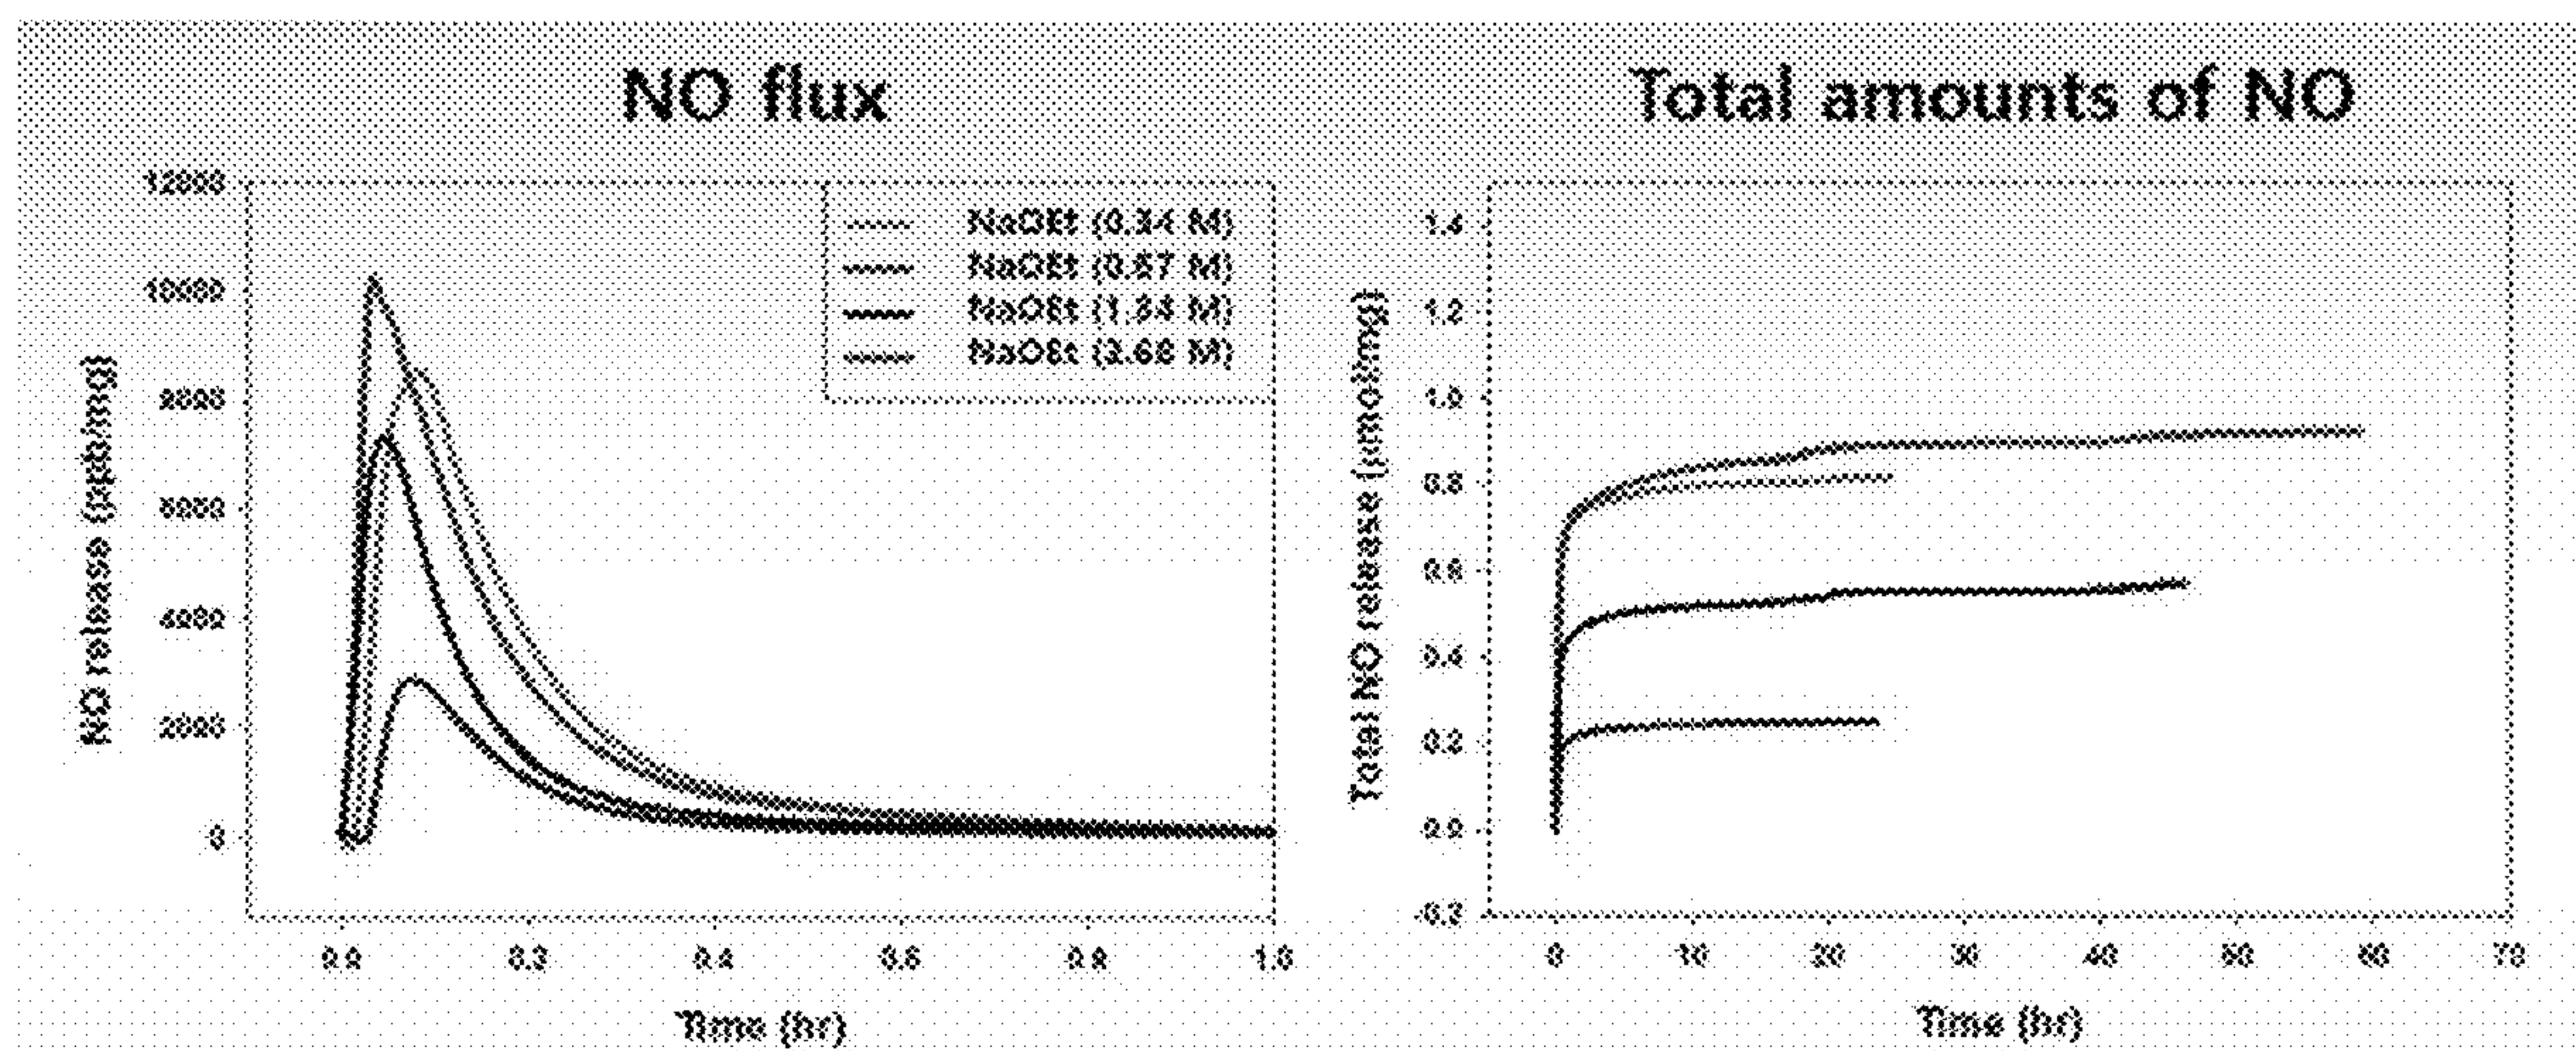 NO flux
12000
10000
8000
6000
4000
2000
0
NO release (ppb/mg)
NaOEt (0.34 M)
NaOEt (0.67 M)
NaOEt (1.34 M)
NaOEt (2.68 M)
0.0 0.2 0.4 0.6 0.8 1.0
Time (hr)
Total amounts of NO
1.4
1.2
1.0
0.8
0.6
0.4
0.2
0.0
-0.2
Total NO release (μmol/mg)
0 10 20 30 40 50 60 70
Time (hr)